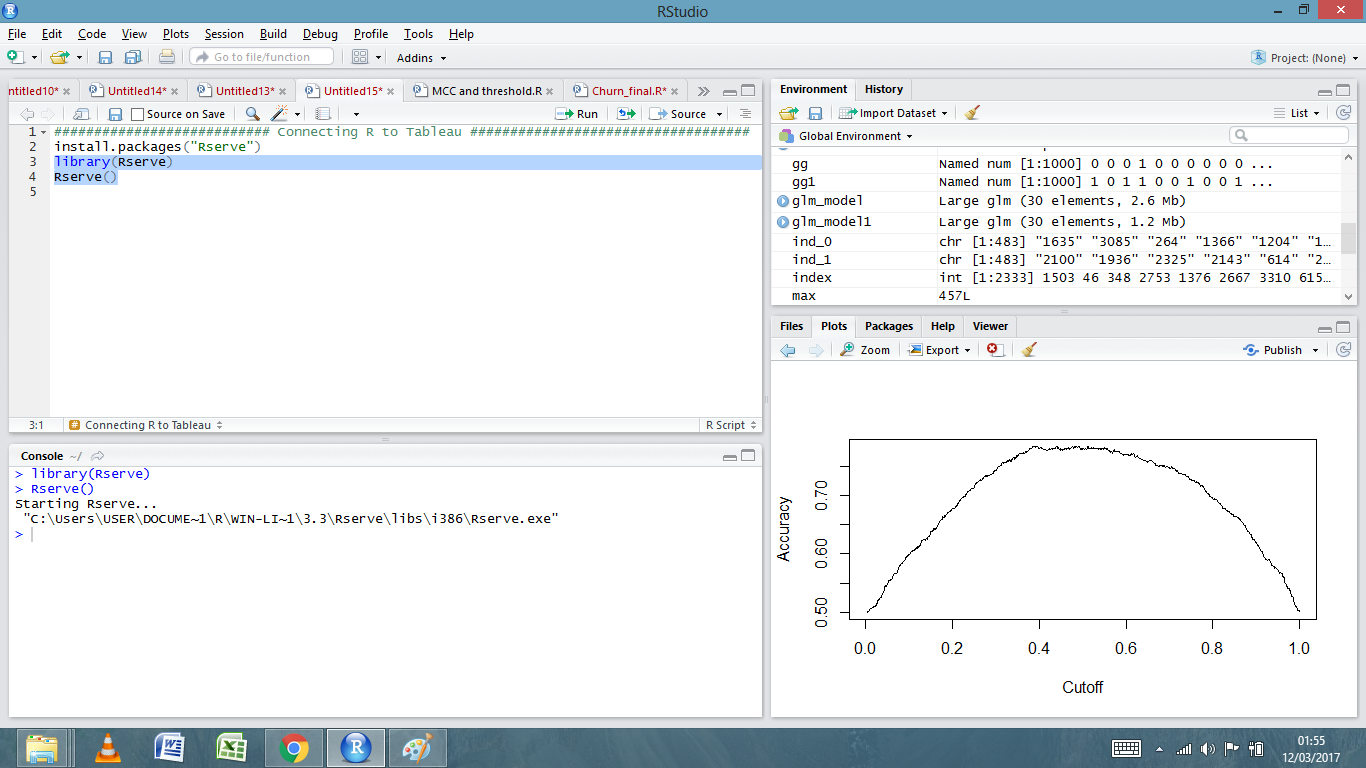 RStudio
File Edit Code View Plots Session Build Debug Profile Tools Help
Go to file/function Addins Project: (None)
ntitled10* Untitled14* Untitled13* Untitled15* MCC and threshold.R Churn_final.R*
Source on Save Run Source
1 ########################### Connecting R to Tableau ###################################
2 install.packages("Rserve")
3 library(Rserve)
4 Rserve()
5
3:1 # Connecting R to Tableau R Script
Console ~/
> library(Rserve)
> Rserve()
Starting Rserve...
"C:\Users\USER\DOCUME~1\R\WIN-LI~1\3.3\Rserve\libs\i386\Rserve.exe"
>
Environment History
Import Dataset List
Global Environment
gg Named num [1:1000] 0 0 0 1 0 0 0 0 0 0 ...
gg1 Named num [1:1000] 1 0 1 1 0 0 1 0 0 1 ...
glm_model Large glm (30 elements, 2.6 Mb)
glm_model1 Large glm (30 elements, 1.2 Mb)
ind_0 chr [1:483] "1635" "3085" "264" "1366" "1204" "1…
ind_1 chr [1:483] "2100" "1936" "2325" "2143" "614" "2…
index int [1:2333] 1503 46 348 2753 1376 2667 3310 615…
max 457L
Files Plots Packages Help Viewer
Zoom Export Publish
Accuracy
0.70
0.60
0.50
0.0 0.2 0.4 0.6 0.8 1.0
Cutoff
01:55
12/03/2017